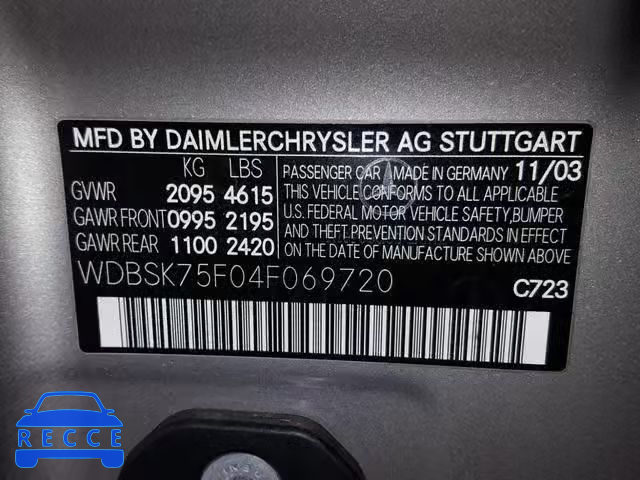 MFD BY DAIMLERCHRYSLER AG STUTTGART
KG LBS
GVWR 2095 4615
GAWR FRONT 0995 2195
GAWR REAR 1100 2420
PASSENGER CAR MADE IN GERMANY 11/03
THIS VEHICLE CONFORMS TO ALL APPLICABLE
U.S. FEDERAL MOTOR VEHICLE SAFETY, BUMPER
AND THEFT PREVENTION STANDARDS IN EFFECT
ON THE DATE OF MANUFACTURE SHOWN ABOVE.
WDBSK75F04F069720
C723
RECCE